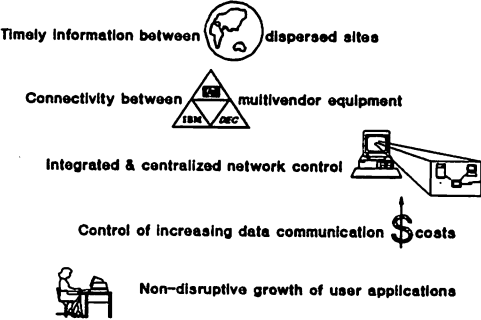 Timely information between dispersed sites
Connectivity between multivendor equipment
IBM DEC
Integrated & centralized network control
Control of increasing data communication $ costs
Non-disruptive growth of user applications